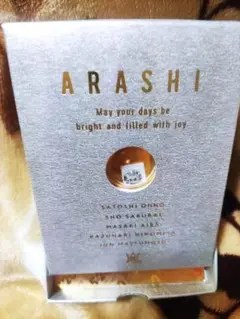 ARASHI
May your days be
bright and filled with joy
SATOSHI OHNO
SHO SAKURAI
MASAKI AIBA
KAZUNARI NINOMIYA
JUN MATSUMOTO